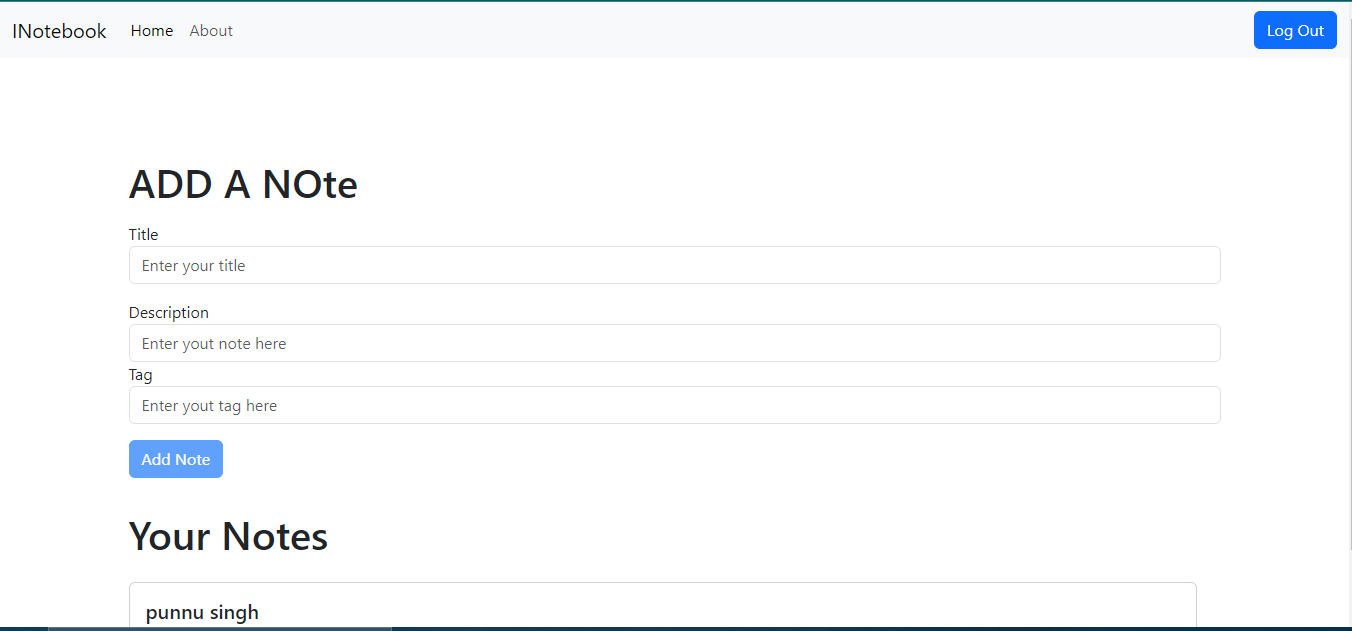 INotebook Home About Log Out
ADD A NOte
Title
Enter your title
Description
Enter yout note here
Tag
Enter yout tag here
Add Note
Your Notes
punnu singh